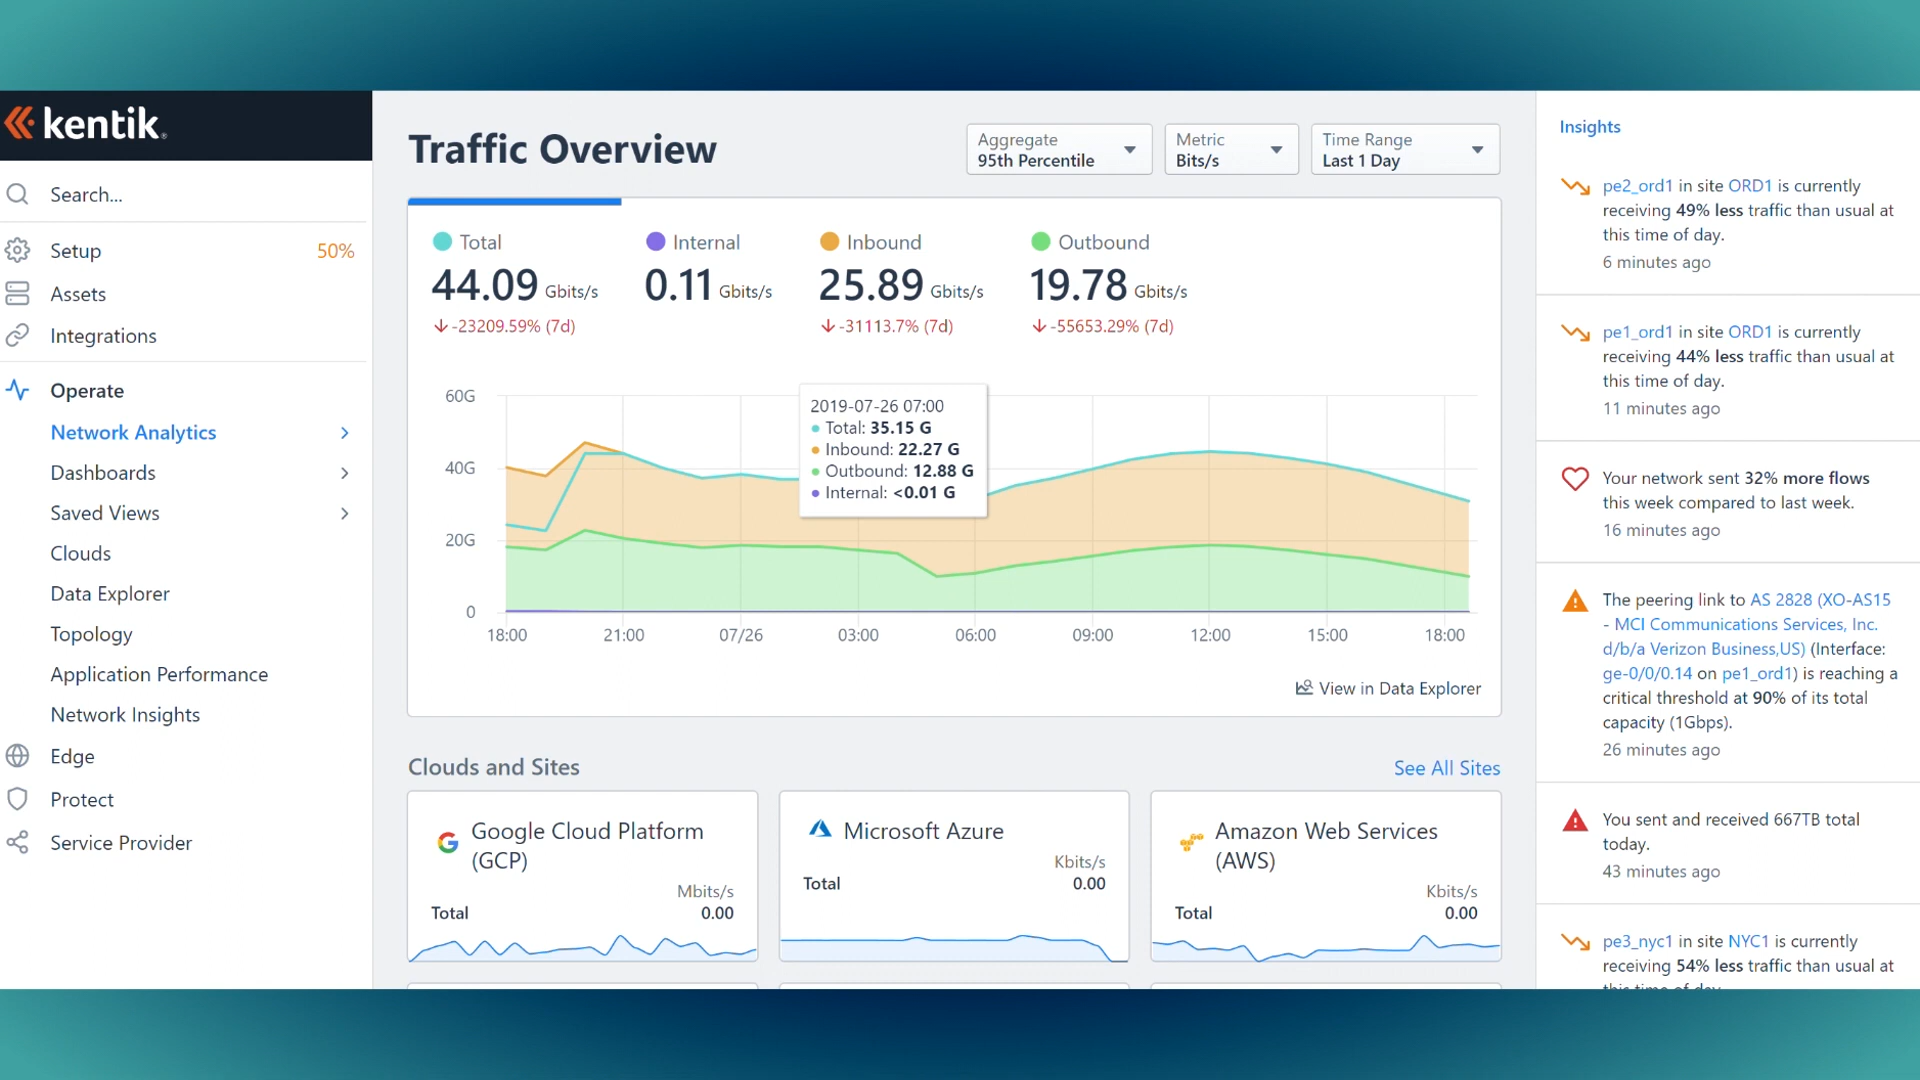 kentik
Search...
Setup 50%
Assets
Integrations
Operate
Network Analytics
Dashboards
Saved Views
Clouds
Data Explorer
Topology
Application Performance
Network Insights
Edge
Protect
Service Provider
Traffic Overview
Aggregate
95th Percentile
Metric
Bits/s
Time Range
Last 1 Day
Total
44.09 Gbits/s
-23209.59% (7d)
Internal
0.11 Gbits/s
Inbound
25.89 Gbits/s
-31113.7% (7d)
Outbound
19.78 Gbits/s
-55653.29% (7d)
60G
40G
20G
0
2019-07-26 07:00
Total: 35.15 G
Inbound: 22.27 G
Outbound: 12.88 G
Internal: <0.01 G
18:00 21:00 07/26 03:00 06:00 09:00 12:00 15:00 18:00
View in Data Explorer
Clouds and Sites
See All Sites
Google Cloud Platform
(GCP)
Mbits/s
Total 0.00
Microsoft Azure
Kbits/s
Total 0.00
Amazon Web Services
(AWS)
Kbits/s
Total 0.00
Insights
pe2_ord1 in site ORD1 is currently
receiving 49% less traffic than usual at
this time of day.
6 minutes ago
pe1_ord1 in site ORD1 is currently
receiving 44% less traffic than usual at
this time of day.
11 minutes ago
Your network sent 32% more flows
this week compared to last week.
16 minutes ago
The peering link to AS 2828 (XO-AS15
- MCI Communications Services, Inc.
d/b/a Verizon Business,US) (Interface:
ge-0/0/0.14 on pe1_ord1) is reaching a
critical threshold at 90% of its total
capacity (1Gbps).
26 minutes ago
You sent and received 667TB total
today.
43 minutes ago
pe3_nyc1 in site NYC1 is currently
receiving 54% less traffic than usual at
this time of day.